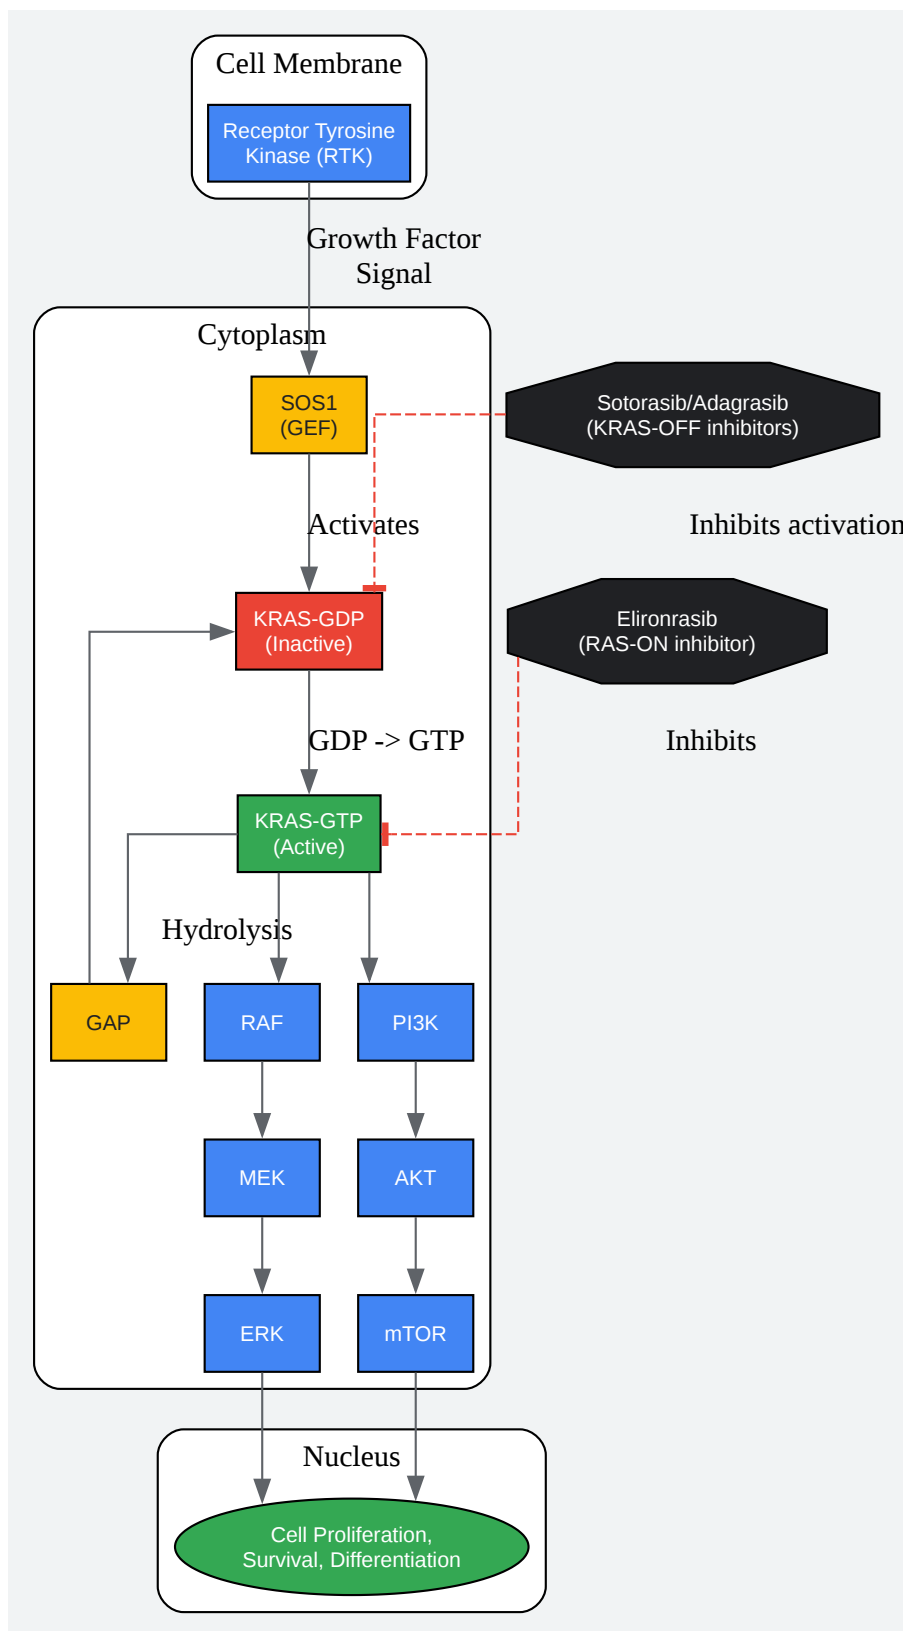 Cell Membrane
Receptor Tyrosine
Kinase (RTK)
Growth Factor
Signal
Cytoplasm
SOS1
(GEF)
Sotorasib/Adagrasib
(KRAS-OFF inhibitors)
Activates
Inhibits activation
KRAS-GDP
(Inactive)
Elironrasib
(RAS-ON inhibitor)
GDP -> GTP
Inhibits
KRAS-GTP
(Active)
Hydrolysis
GAP
RAF
PI3K
MEK
AKT
ERK
mTOR
Nucleus
Cell Proliferation,
Survival, Differentiation